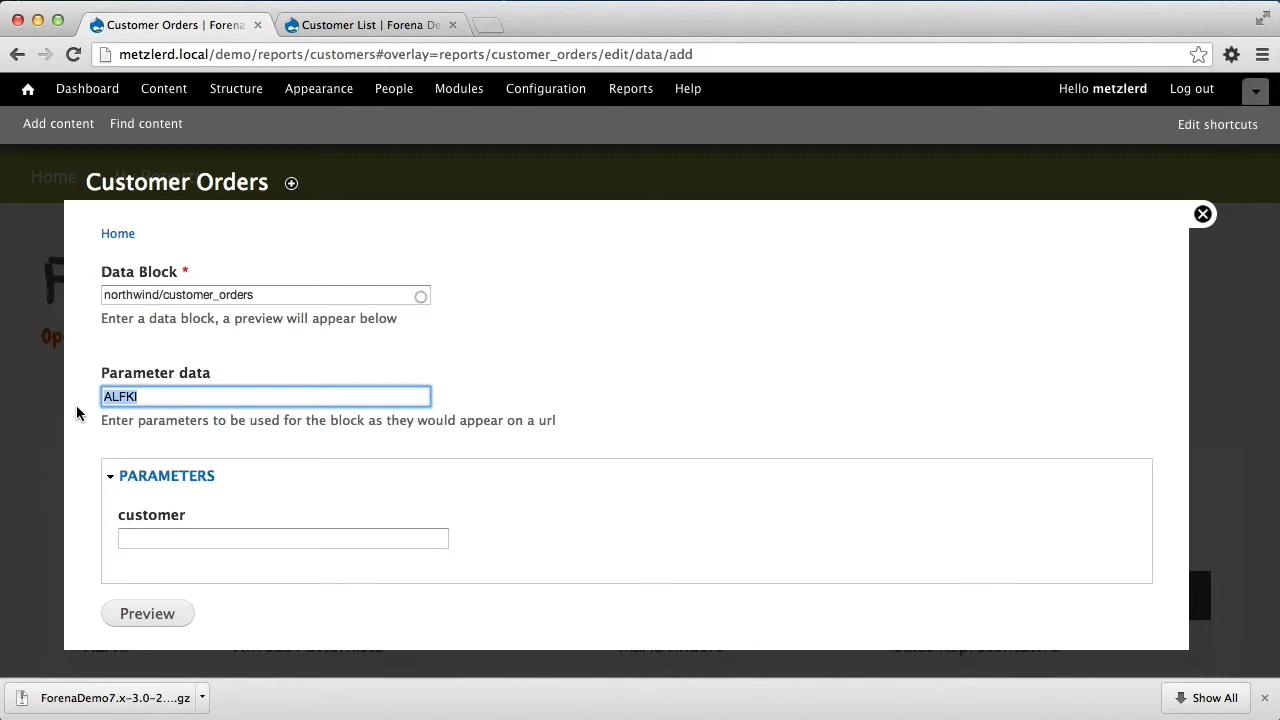 Customer Orders | Forena
Customer List | Forena De
metzlerd.local/demo/reports/customers#overlay=reports/customer_orders/edit/data/add
Dashboard Content Structure Appearance People Modules Configuration Reports Help
Hello metzlerd Log out
Add content Find content
Edit shortcuts
Home
Customer Orders
Home
Data Block *
northwind/customer_orders
Enter a data block, a preview will appear below
Parameter data
ALFKI
Enter parameters to be used for the block as they would appear on a url
PARAMETERS
customer
Preview
ForenaDemo7.x-3.0-2....gz
Show All